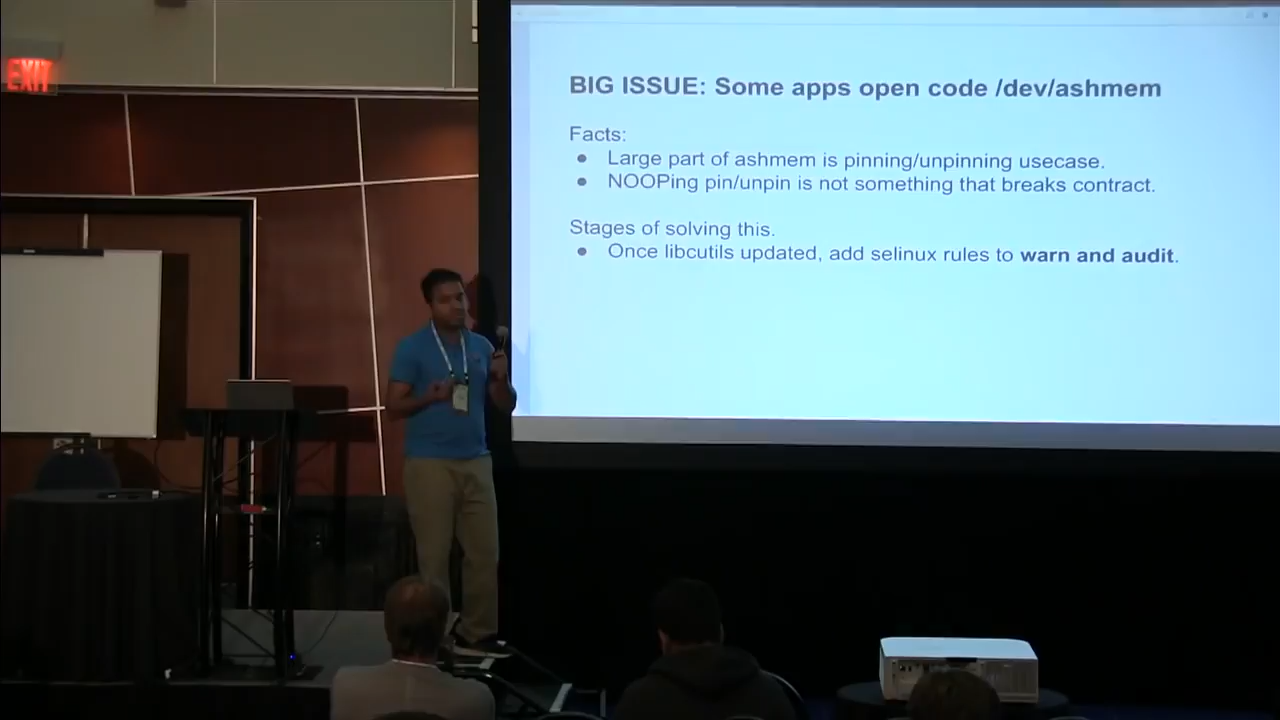 EXIT
BIG ISSUE: Some apps open code /dev/ashmem
Facts:
● Large part of ashmem is pinning/unpinning usecase.
● NOOPing pin/unpin is not something that breaks contract.
Stages of solving this.
● Once libcutils updated, add selinux rules to warn and audit.